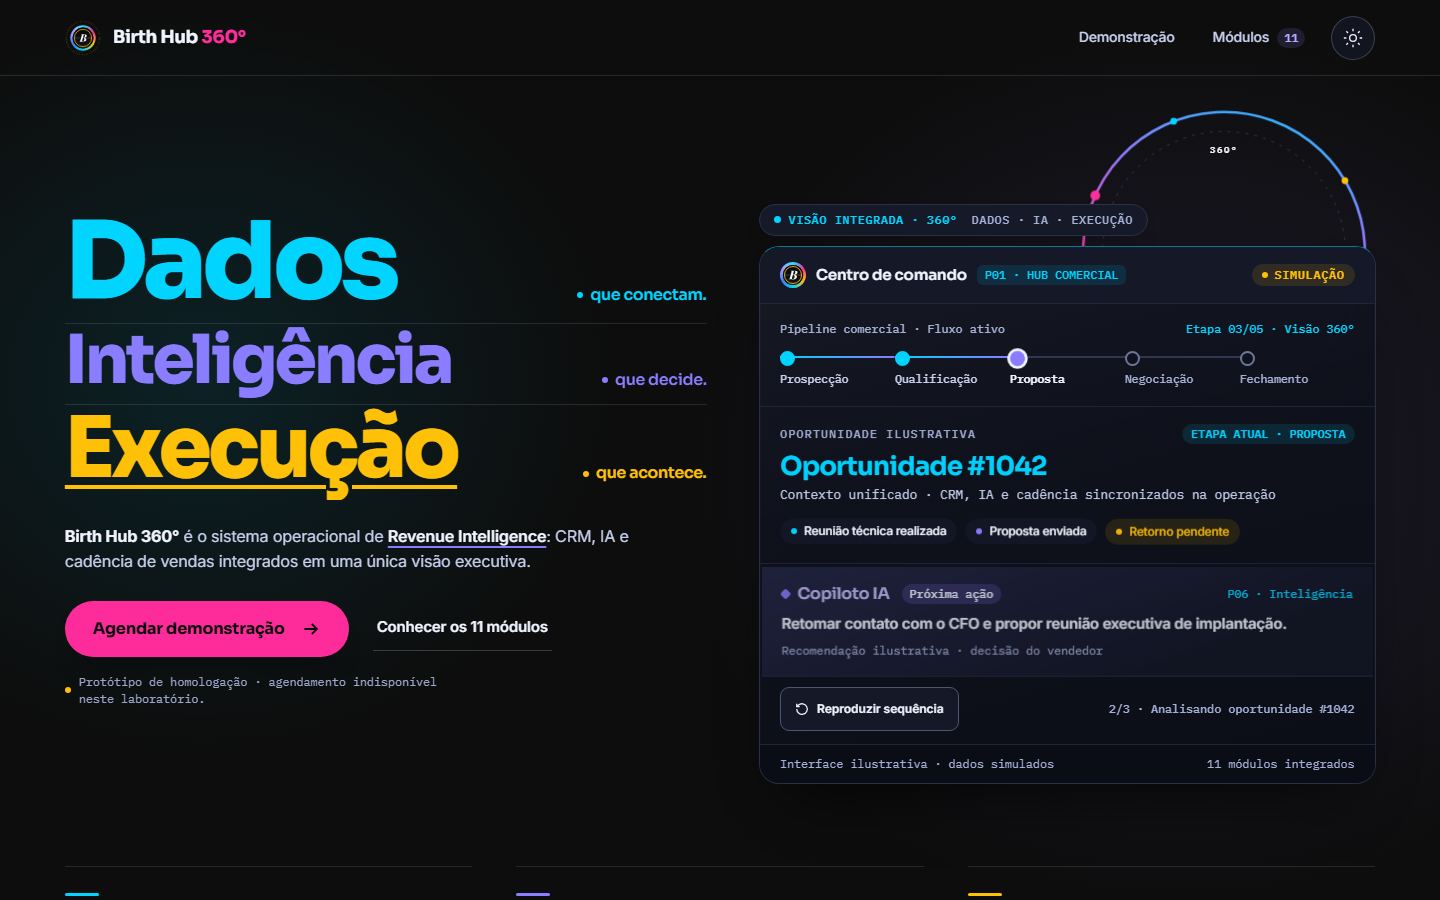 Birth Hub 360°
Demonstração
Módulos 11
360°
VISÃO INTEGRADA · 360° DADOS · IA · EXECUÇÃO
Dados
que conectam.
Inteligência
que decide.
Execução
que acontece.
Birth Hub 360° é o sistema operacional de Revenue Intelligence: CRM, IA e
cadência de vendas integrados em uma única visão executiva.
Agendar demonstração →
Conhecer os 11 módulos
Protótipo de homologação · agendamento indisponível
neste laboratório.
B Centro de comando P01 · HUB COMERCIAL
SIMULAÇÃO
Pipeline comercial · Fluxo ativo
Etapa 03/05 · Visão 360°
Prospecção
Qualificação
Proposta
Negociação
Fechamento
OPORTUNIDADE ILUSTRATIVA
ETAPA ATUAL · PROPOSTA
Oportunidade #1042
Contexto unificado · CRM, IA e cadência sincronizados na operação
Reunião técnica realizada
Proposta enviada
Retorno pendente
Copiloto IA Próxima ação
P06 · Inteligência
Retomar contato com o CFO e propor reunião executiva de implantação.
Recomendação ilustrativa · decisão do vendedor
Reproduzir sequência
2/3 · Analisando oportunidade #1042
Interface ilustrativa · dados simulados
11 módulos integrados